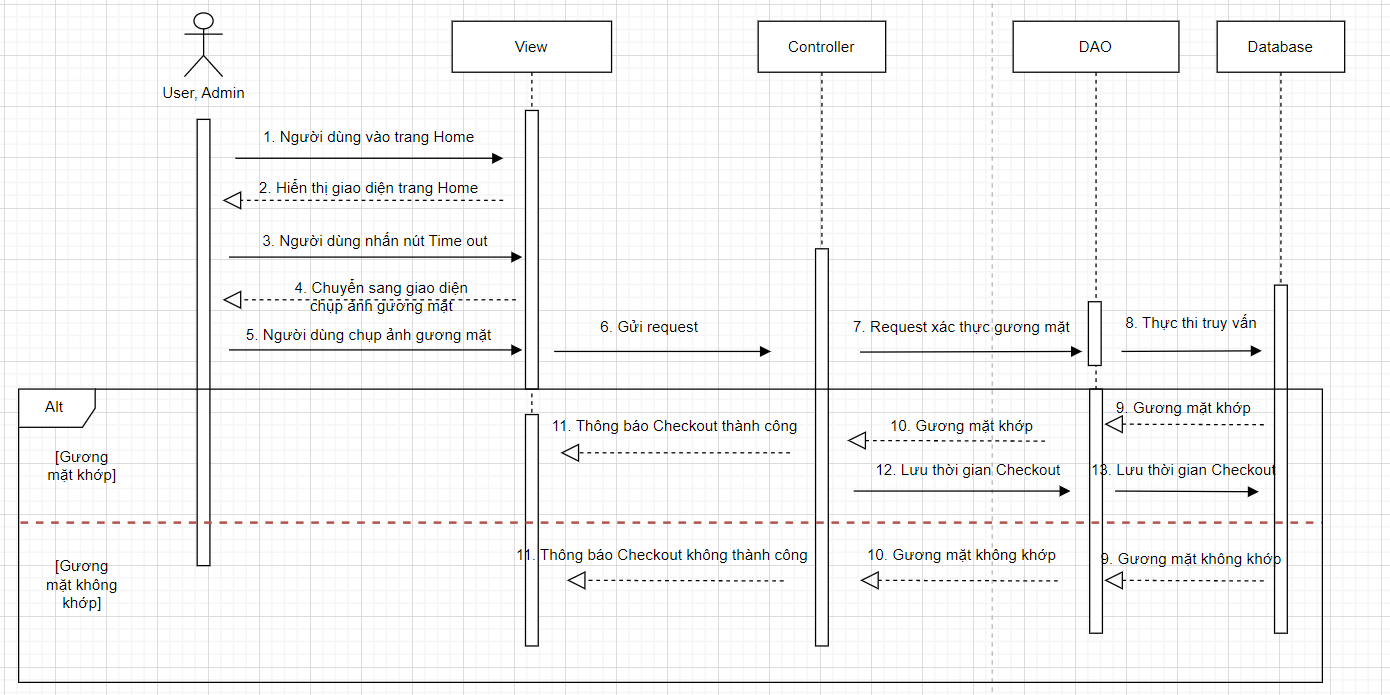 User, Admin
View
Controller
DAO
Database
1. Người dùng vào trang Home
2. Hiển thị giao diện trang Home
3. Người dùng nhấn nút Time out
4. Chuyển sang giao diện
chụp ảnh gương mặt
5. Người dùng chụp ảnh gương mặt
6. Gửi request
7. Request xác thực gương mặt
8. Thực thi truy vấn
Alt
[Gương
mặt khớp]
9. Gương mặt khớp
10. Gương mặt khớp
11. Thông báo Checkout thành công
12. Lưu thời gian Checkout
13. Lưu thời gian Checkout
[Gương
mặt không
khớp]
9. Gương mặt không khớp
10. Gương mặt không khớp
11. Thông báo Checkout không thành công